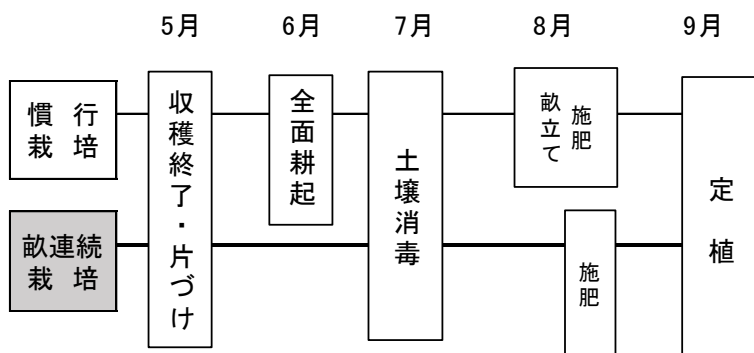 5月 6月 7月 8月 9月
慣 行
栽 培
畝連続
栽 培
収穫終了・片づけ
全面耕起
土壌消毒
施肥
畝立て
施肥
定植